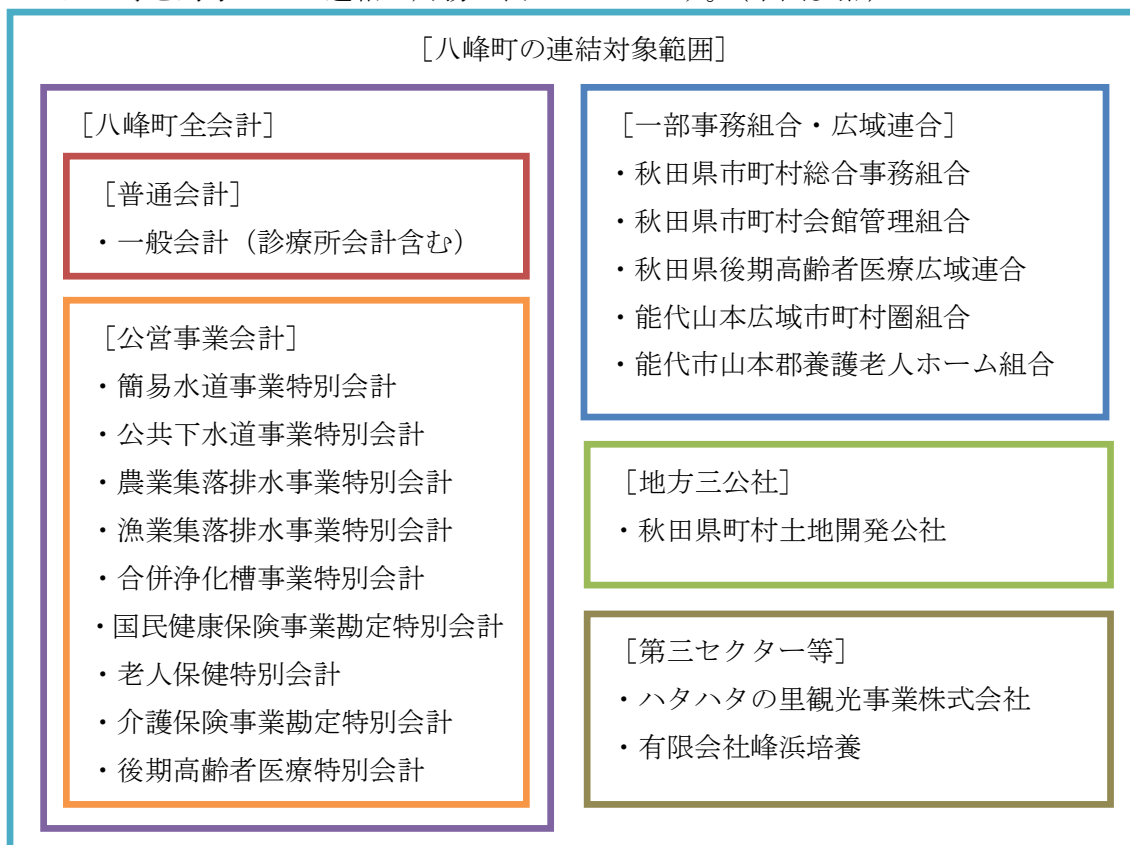 [八峰町の連結対象範囲]
[八峰町全会計]
[普通会計]
・一般会計（診療所会計含む）
[公営事業会計]
・簡易水道事業特別会計
・公共下水道事業特別会計
・農業集落排水事業特別会計
・漁業集落排水事業特別会計
・合併浄化槽事業特別会計
・国民健康保険事業勘定特別会計
・老人保健特別会計
・介護保険事業勘定特別会計
・後期高齢者医療特別会計
[一部事務組合・広域連合]
・秋田県市町村総合事務組合
・秋田県市町村会館管理組合
・秋田県後期高齢者医療広域連合
・能代山本広域市町村圏組合
・能代市山本郡養護老人ホーム組合
[地方三公社]
・秋田県町村土地開発公社
[第三セクター等]
・ハタハタの里観光事業株式会社
・有限会社峰浜培養